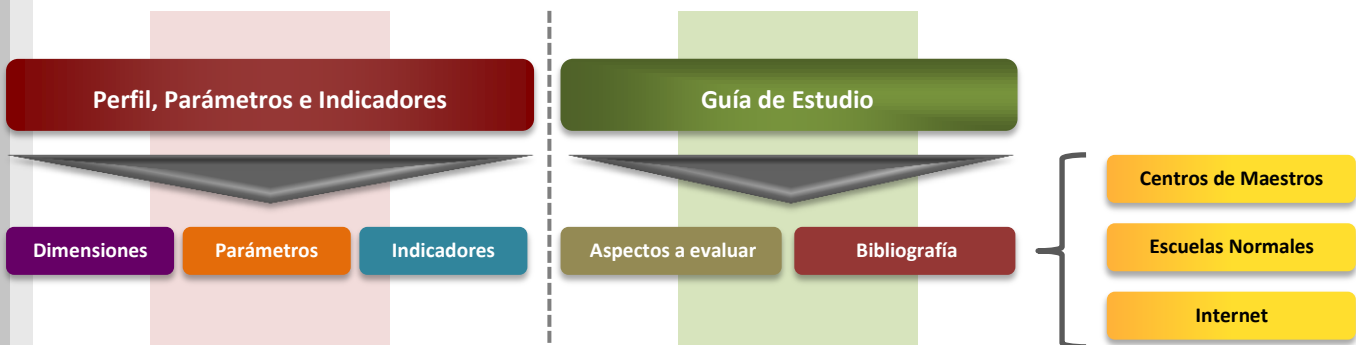 Perfil, Parámetros e Indicadores
Guía de Estudio
Dimensiones
Parámetros
Indicadores
Aspectos a evaluar
Bibliografía
Centros de Maestros
Escuelas Normales
Internet